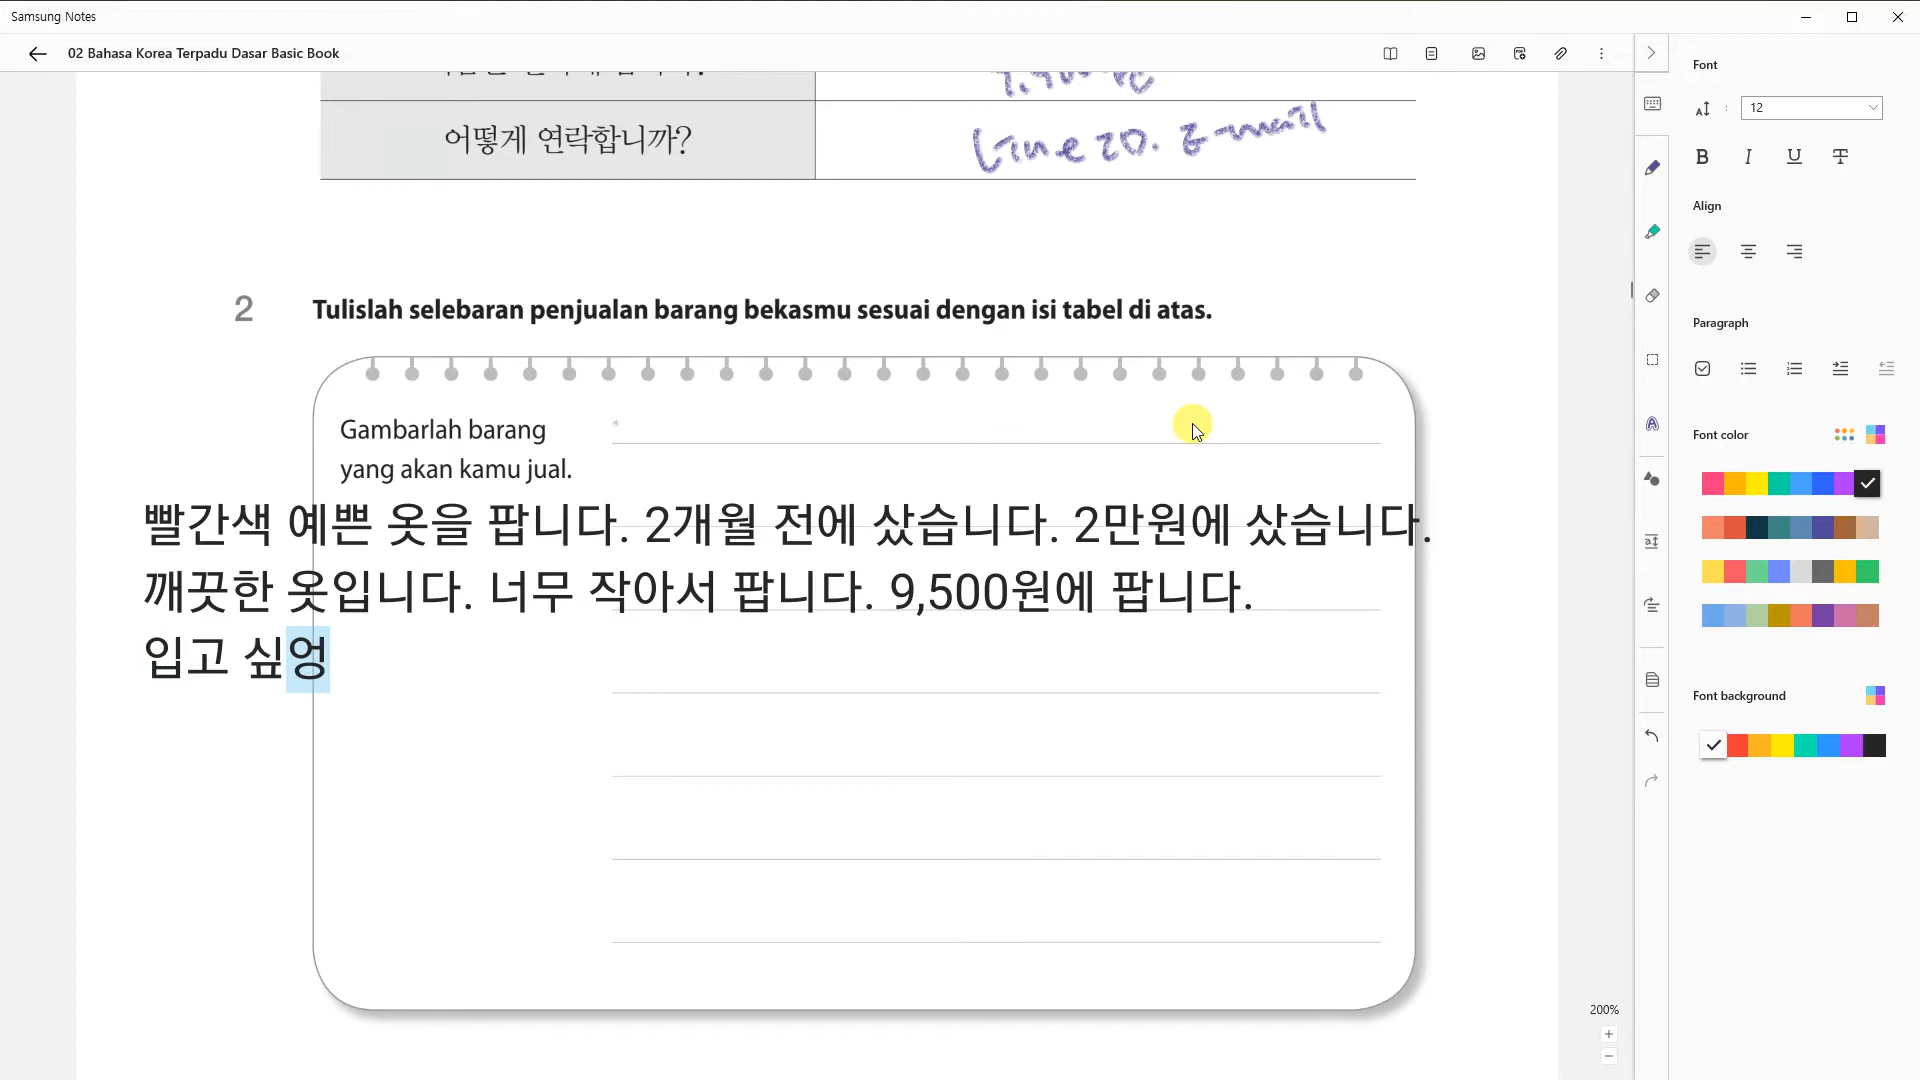 Samsung Notes
02 Bahasa Korea Terpadu Dasar Basic Book
어떻게 연락합니까?
Line ID. E-mail
2 Tulislah selebaran penjualan barang bekasmu sesuai dengan isi tabel di atas.
Gambarlah barang
yang akan kamu jual.
빨간색 예쁜 옷을 팝니다. 2개월 전에 샀습니다. 2만원에 샀습니다.
깨끗한 옷입니다. 너무 작아서 팝니다. 9,500원에 팝니다.
입고 싶엉
200%
Font
12
B I U T
Align
Paragraph
Font color
Font background